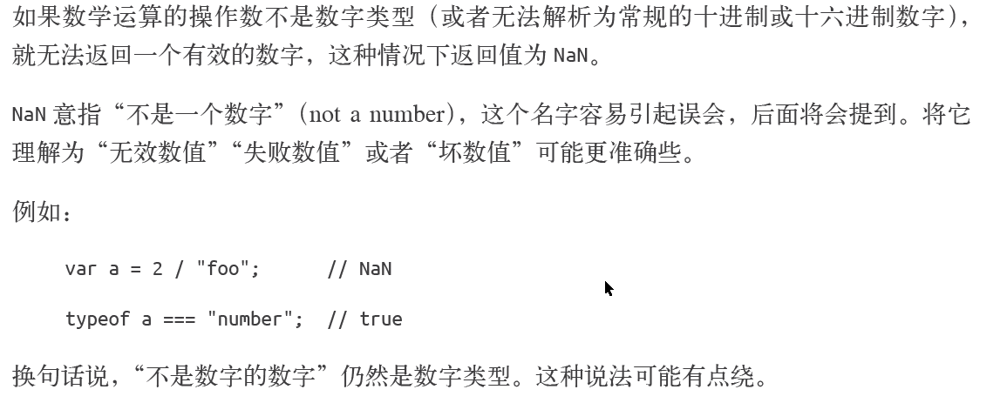 如果数学运算的操作数不是数字类型（或者无法解析为常规的十进制或十六进制数字），
就无法返回一个有效的数字，这种情况下返回值为 NaN。
NaN 意指“不是一个数字”（not a number），这个名字容易引起误会，后面将会提到。将它
理解为“无效数值”“失败数值”或者“坏数值”可能更准确些。
例如：
var a = 2 / "foo";      // NaN
typeof a === "number";  // true
换句话说，“不是数字的数字”仍然是数字类型。这种说法可能有点绕。